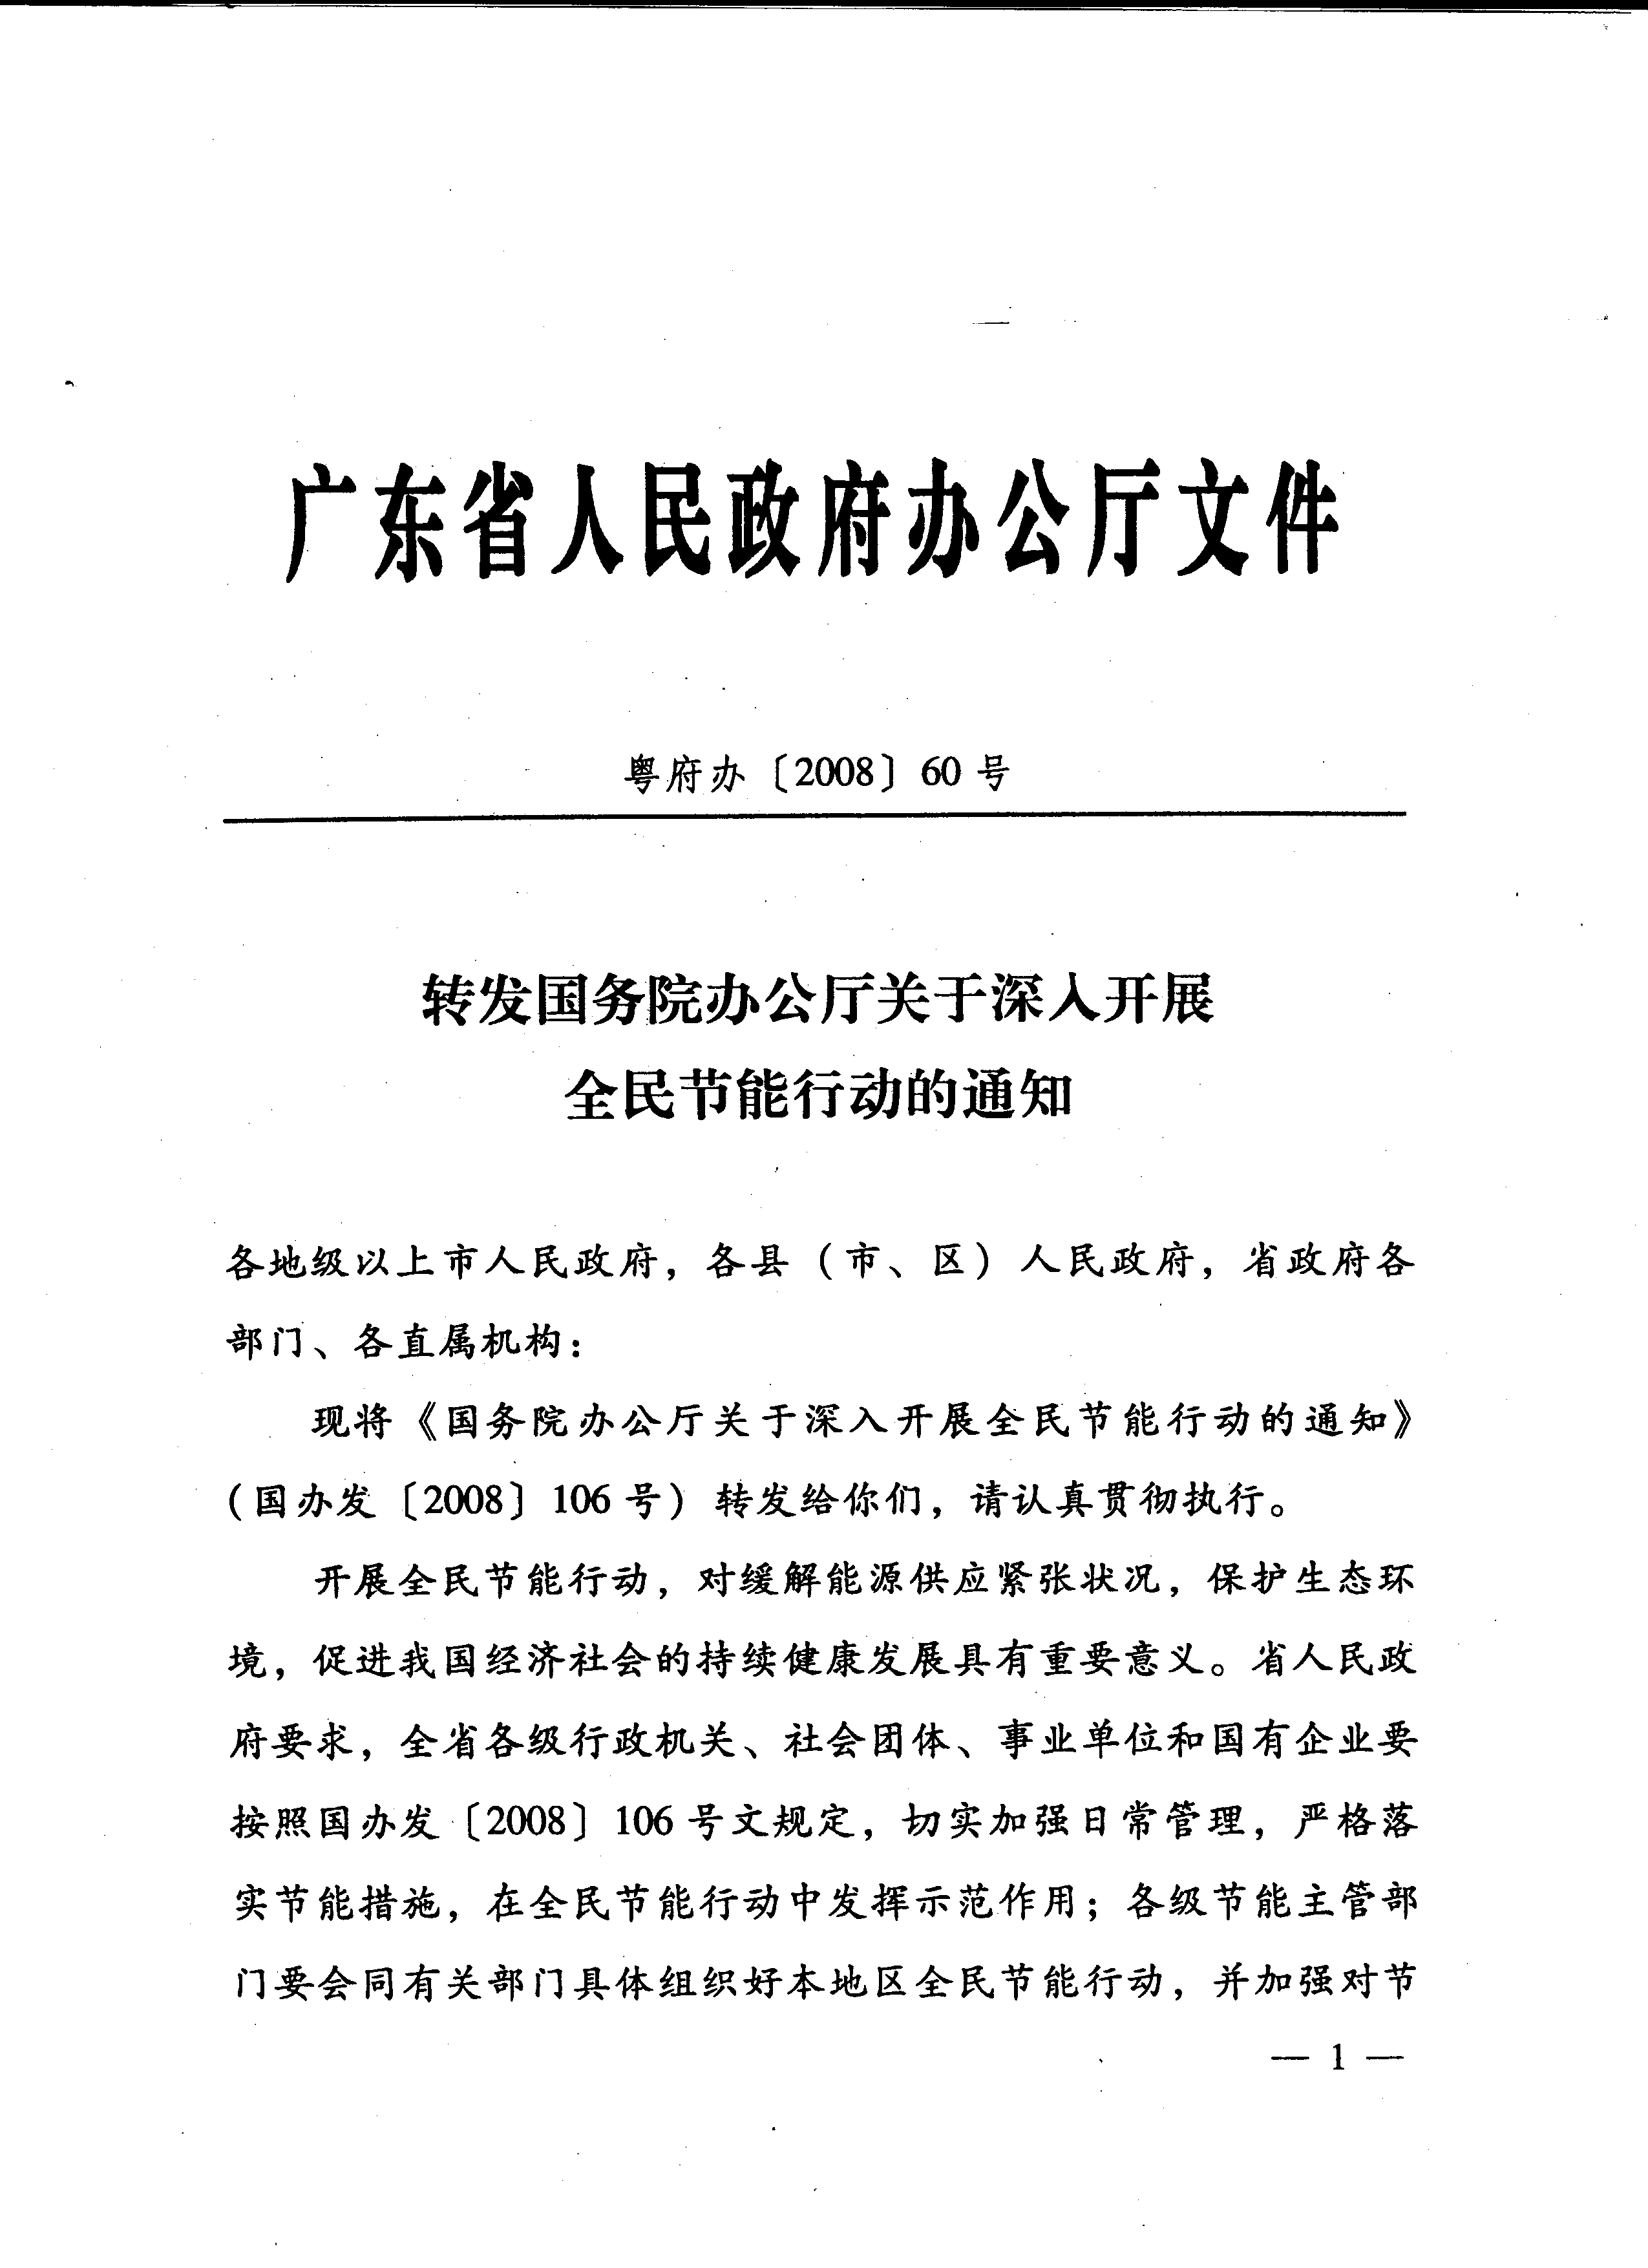 广东省人民政府办公厅文件
粤府办〔2008〕60号
转发国务院办公厅关于深入开展
全民节能行动的通知
各地级以上市人民政府，各县（市、区）人民政府，省政府各
部门、各直属机构：
现将《国务院办公厅关于深入开展全民节能行动的通知》
（国办发〔2008〕106号）转发给你们，请认真贯彻执行。
开展全民节能行动，对缓解能源供应紧张状况，保护生态环
境，促进我国经济社会的持续健康发展具有重要意义。省人民政
府要求，全省各级行政机关、社会团体、事业单位和国有企业要
按照国办发〔2008〕106号文规定，切实加强日常管理，严格落
实节能措施，在全民节能行动中发挥示范作用；各级节能主管部
门要会同有关部门具体组织好本地区全民节能行动，并加强对节
— 1 —